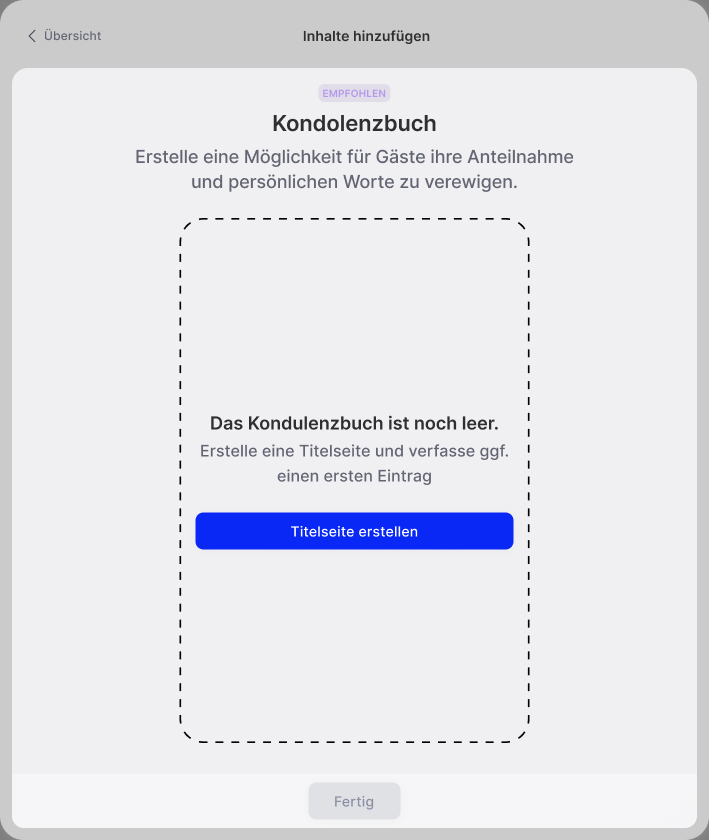 Übersicht
Inhalte hinzufügen
EMPFOHLEN
Kondolenzbuch
Erstelle eine Möglichkeit für Gäste ihre Anteilnahme
und persönlichen Worte zu verewigen.
Das Kondulenzbuch ist noch leer.
Erstelle eine Titelseite und verfasse ggf.
einen ersten Eintrag
Titelseite erstellen
Fertig